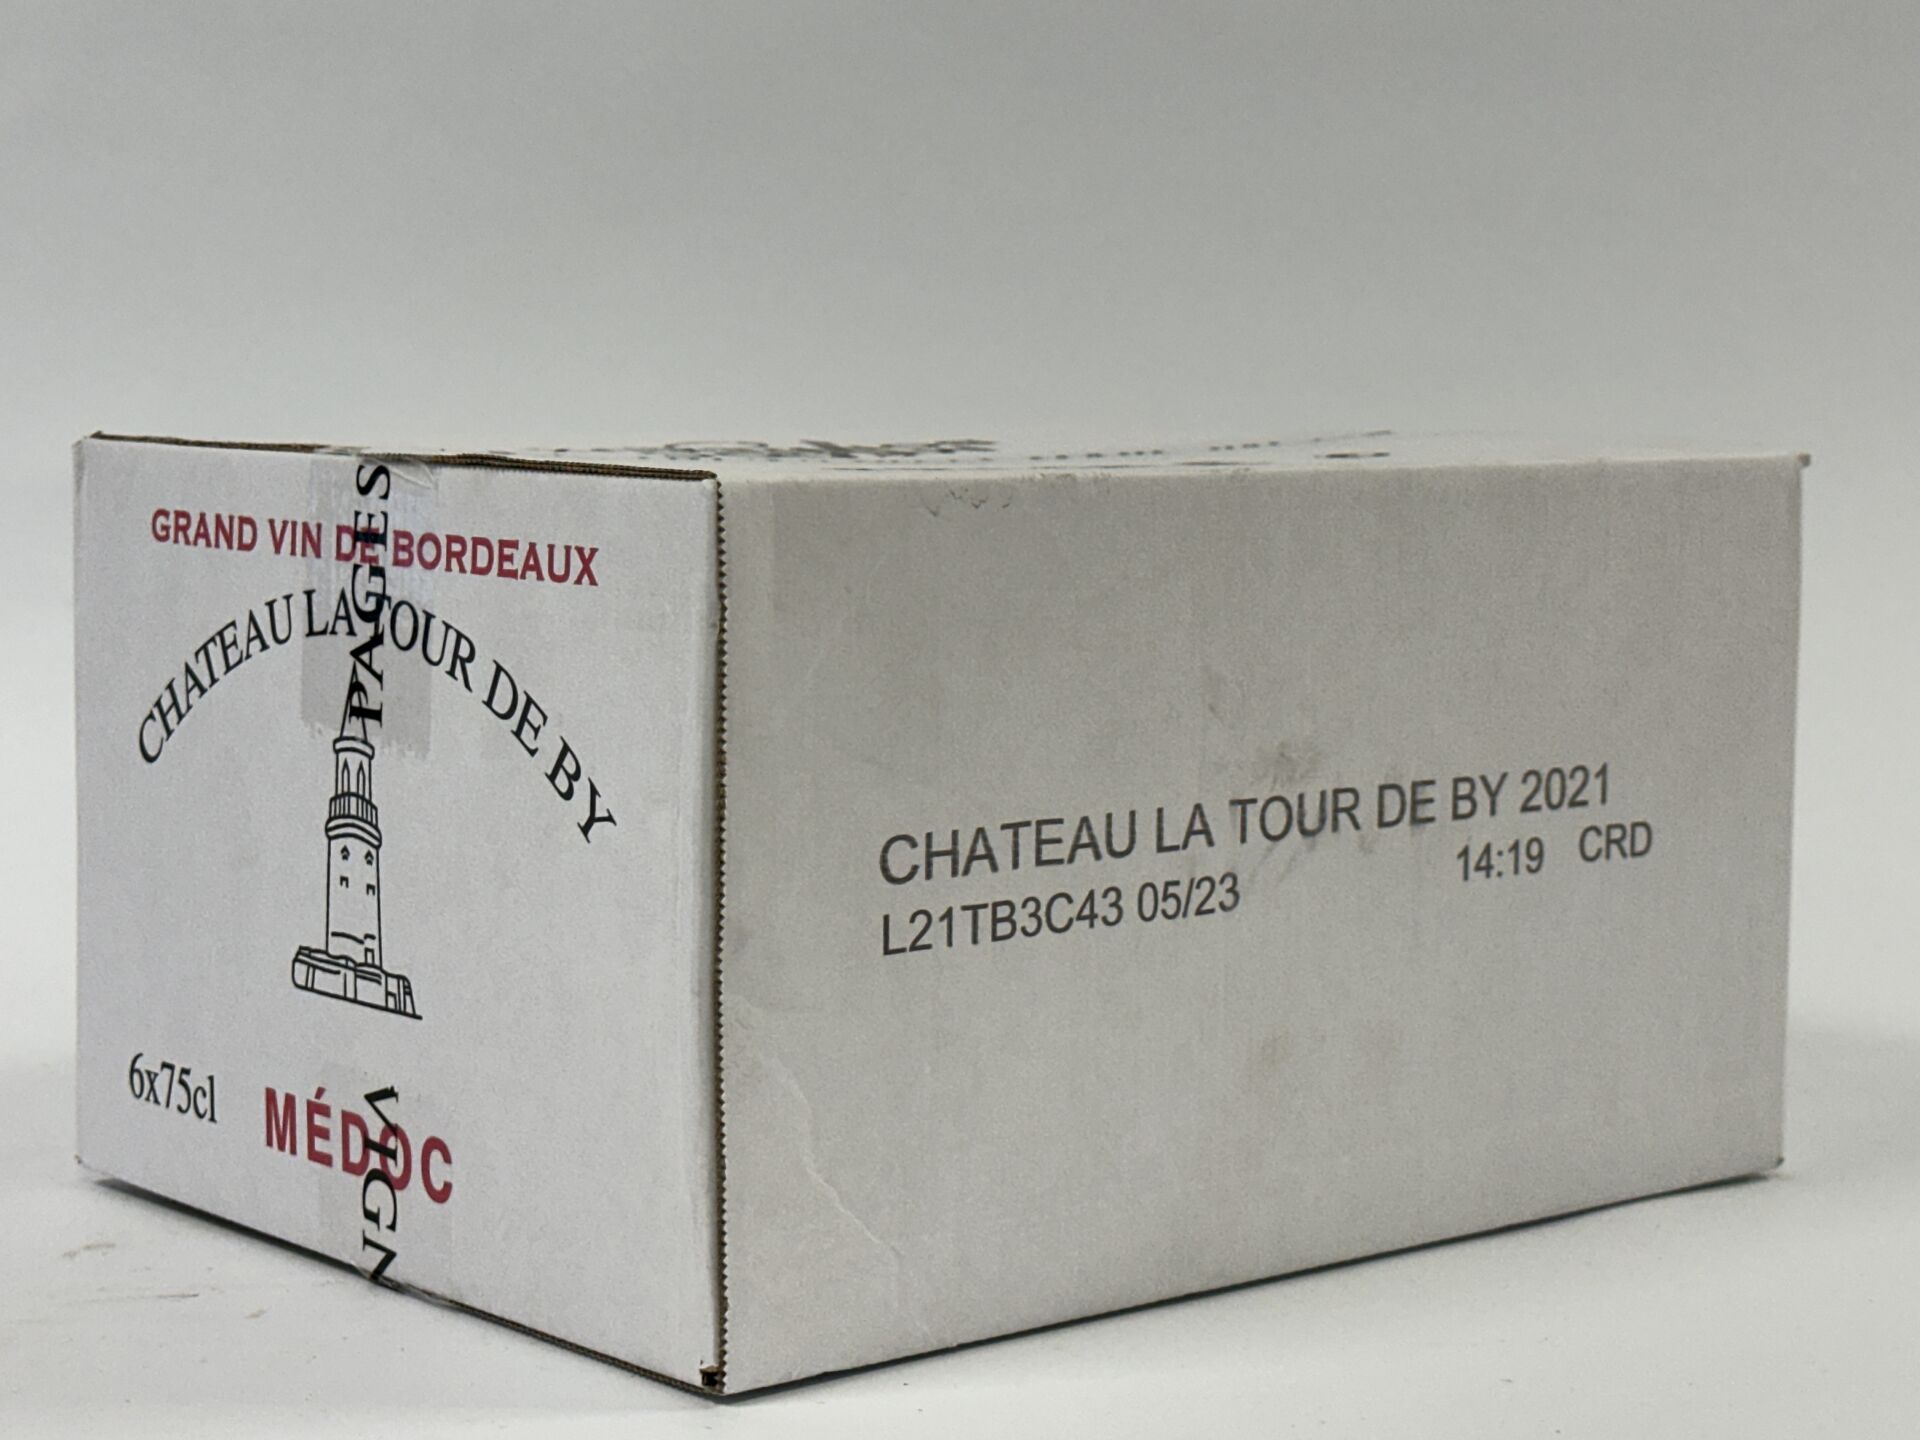 GRAND VIN DE BORDEAUX
CHATEAU LA TOUR DE BY
6x75cl
MÉDOC
PAGES
VIGN
CHATEAU LA TOUR DE BY 2021
L21TB3C43 05/23 14:19 CRD